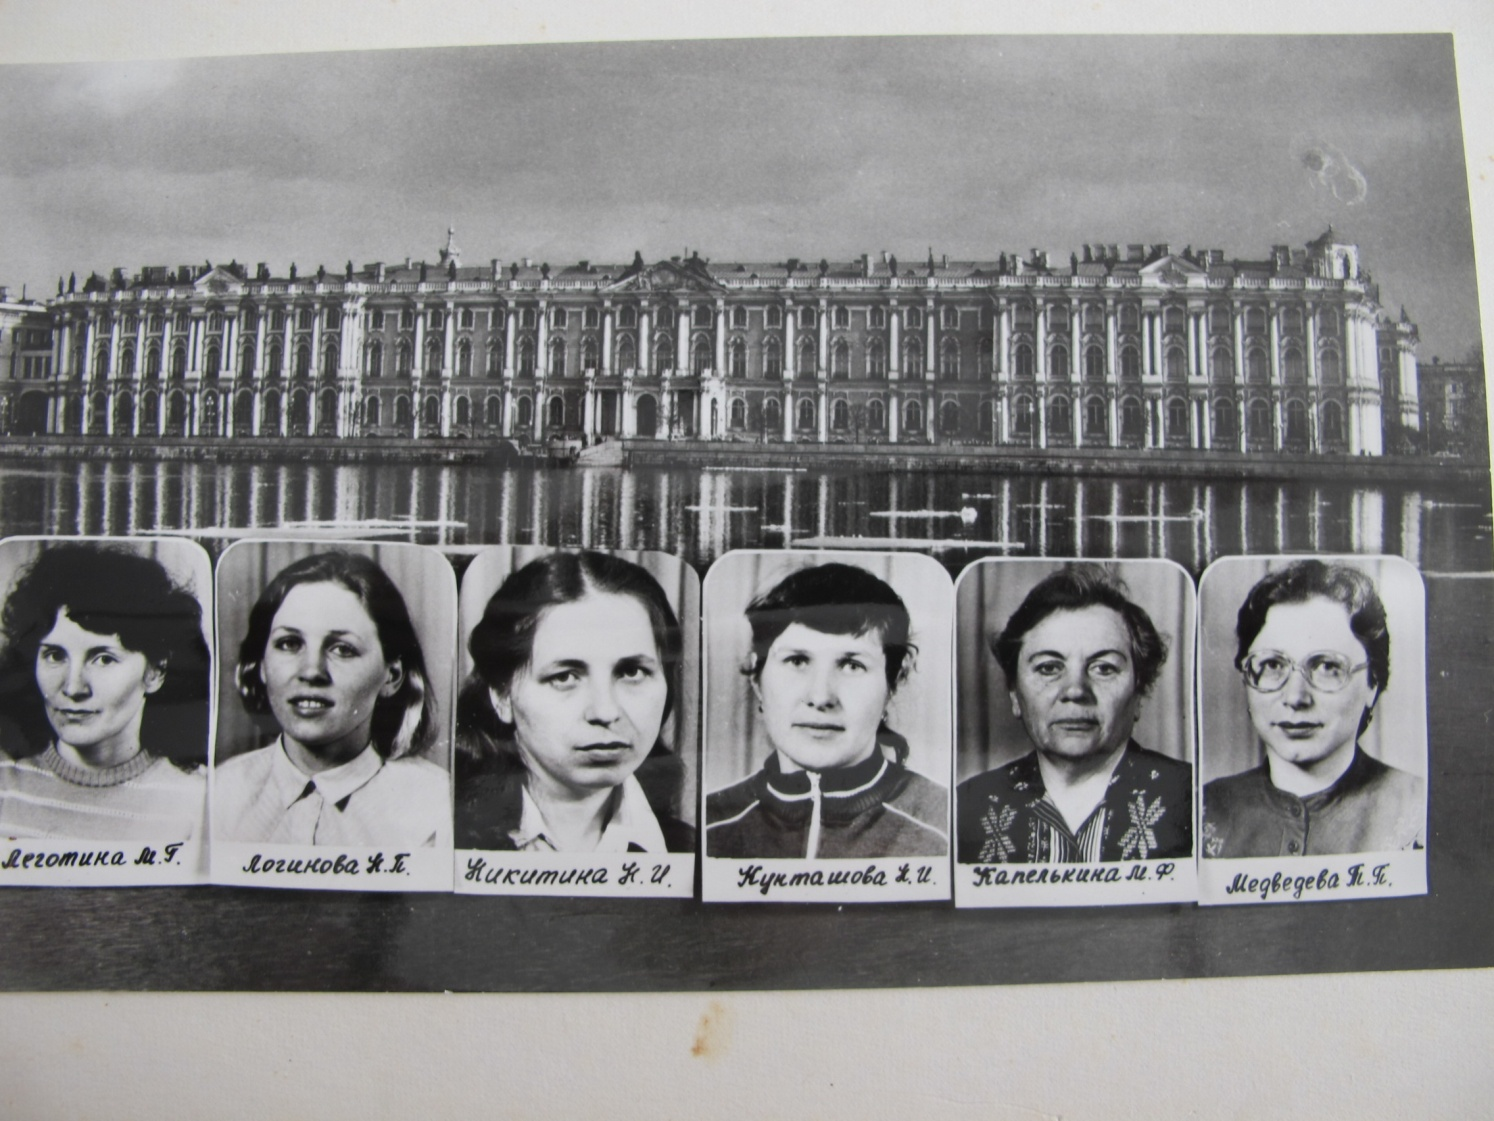 Леготина М.Г.
Логинова Н.П.
Никитина Н.И.
Кунташова Н.И.
Капелькина М.Ф.
Медведева Т.П.